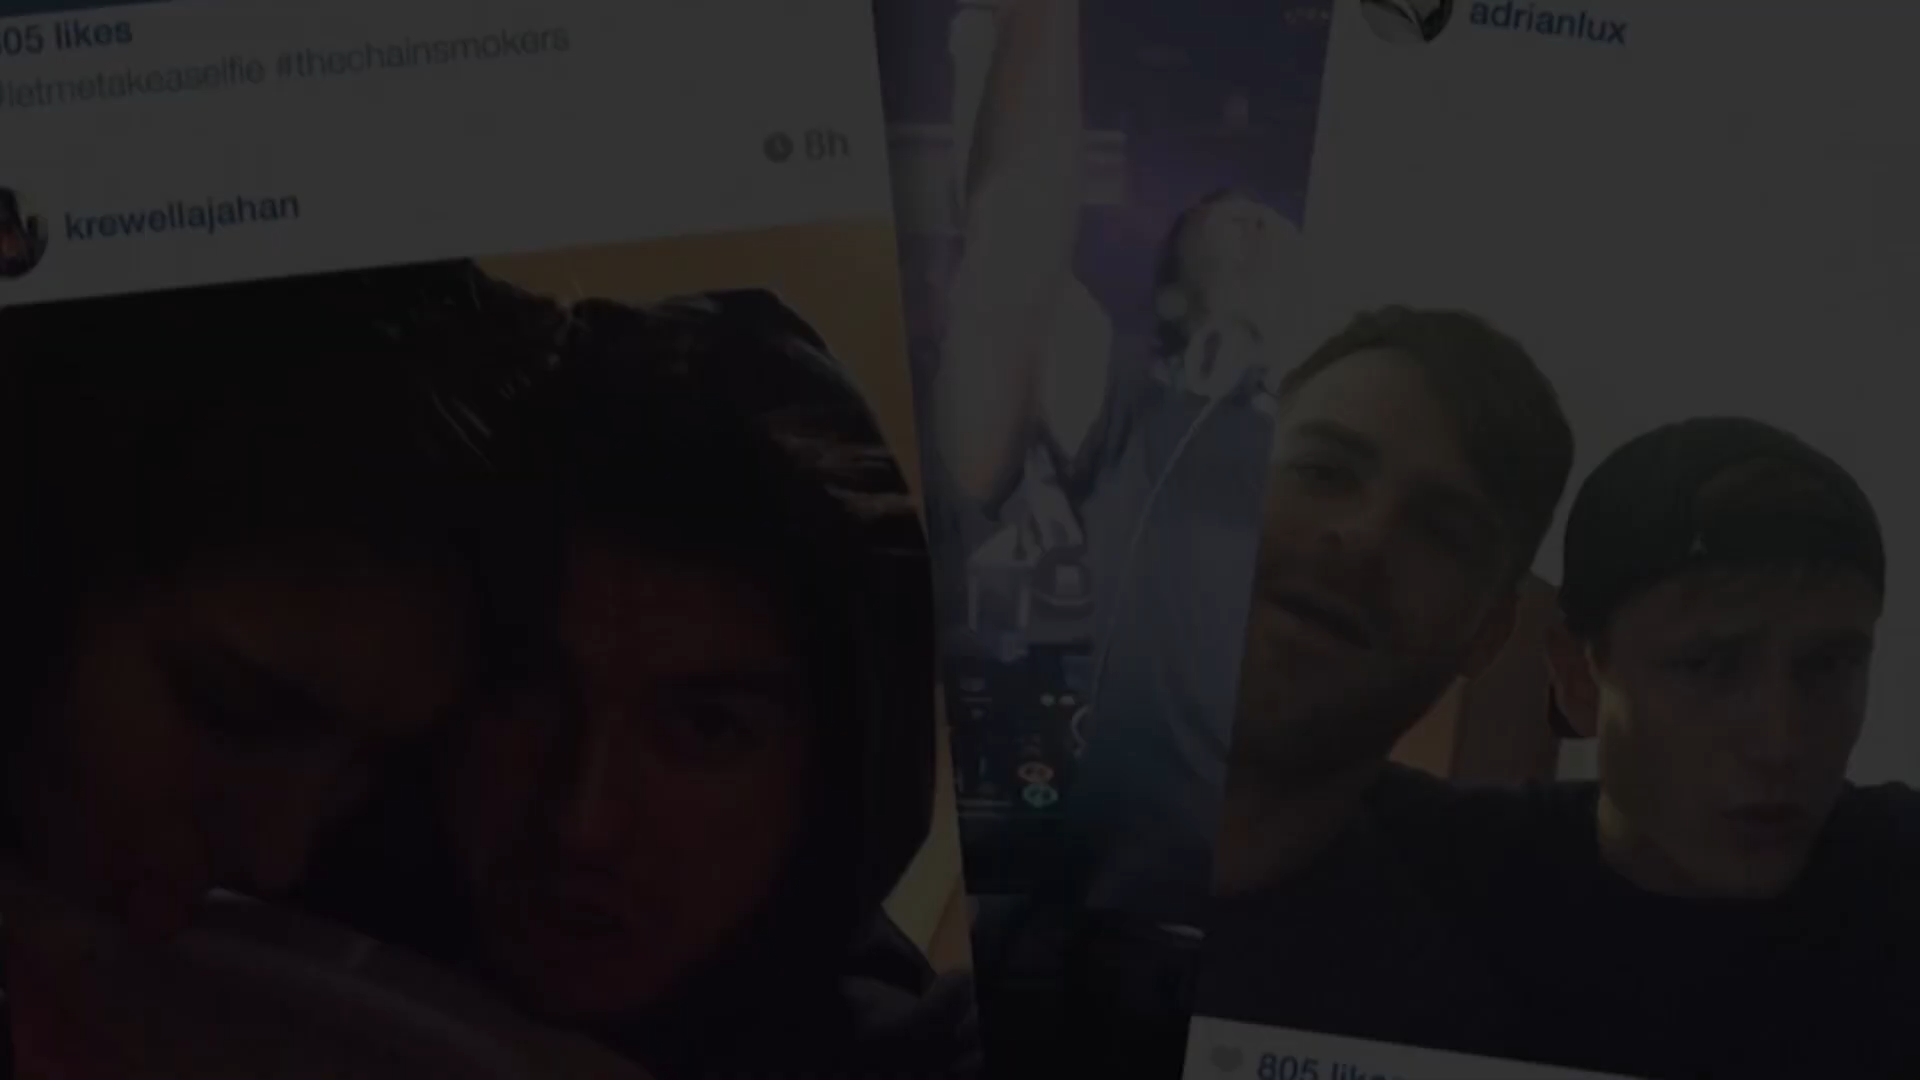 805 likes
#letmetakeaselfie #thechainsmokers
8h
krewellajahan
adrianlux
805 likes